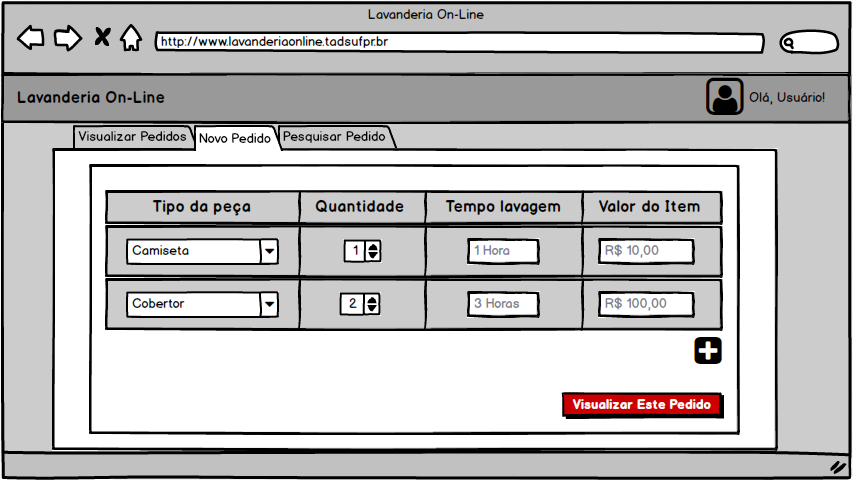 Lavanderia On-Line
http://www.lavanderiaonline.tadsufpr.br
Lavanderia On-Line
Olá, Usuário!
Visualizar Pedidos
Novo Pedido
Pesquisar Pedido
Tipo da peça
Quantidade
Tempo lavagem
Valor do Item
Camiseta
1
1 Hora
R$ 10,00
Cobertor
2
3 Horas
R$ 100,00
Visualizar Este Pedido